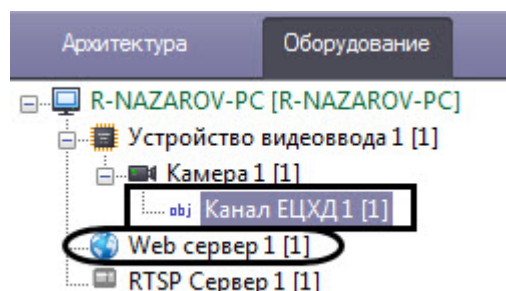 Архитектура Оборудование
R-NAZAROV-PC [R-NAZAROV-PC]
Устройство видеоввода 1 [1]
Камера 1 [1]
obj Канал ЕЦХД 1 [1]
Web сервер 1 [1]
RTSP Сервер 1 [1]